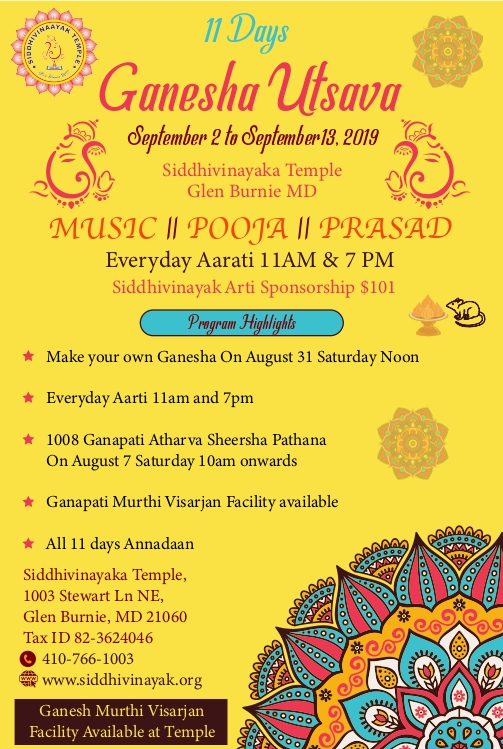 SIDDHIVINAAYAK TEMPLE
11 Days
Ganesha Utsava
September 2 to September13, 2019
Siddhivinayaka Temple
Glen Burnie MD
MUSIC || POOJA || PRASAD
Everyday Aarati 11AM & 7 PM
Siddhivinayak Arti Sponsorship $101
Program Highlights
Make your own Ganesha On August 31 Saturday Noon
Everyday Aarti 11am and 7pm
1008 Ganapati Atharva Sheersha Pathana
On August 7 Saturday 10am onwards
Ganapati Murthi Visarjan Facility available
All 11 days Annadaan
Siddhivinayaka Temple,
1003 Stewart Ln NE,
Glen Burnie, MD 21060
Tax ID 82-3624046
410-766-1003
www.siddhivinayak.org
Ganesh Murthi Visarjan
Facility Available at Temple